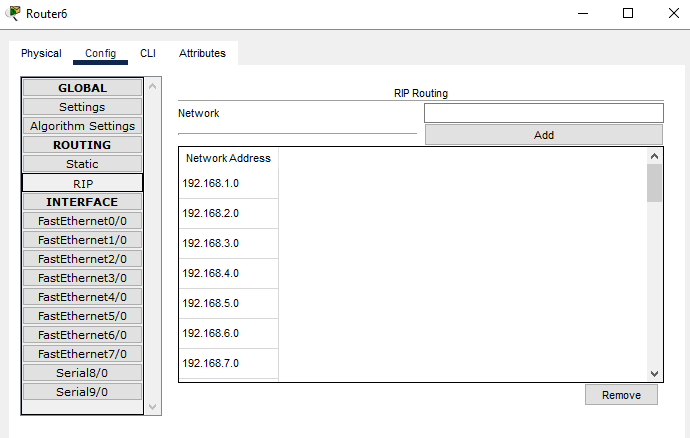 Router6
Physical Config CLI Attributes
GLOBAL
Settings
Algorithm Settings
ROUTING
Static
RIP
INTERFACE
FastEthernet0/0
FastEthernet1/0
FastEthernet2/0
FastEthernet3/0
FastEthernet4/0
FastEthernet5/0
FastEthernet6/0
FastEthernet7/0
Serial8/0
Serial9/0
RIP Routing
Network
Add
Network Address
192.168.1.0
192.168.2.0
192.168.3.0
192.168.4.0
192.168.5.0
192.168.6.0
192.168.7.0
Remove